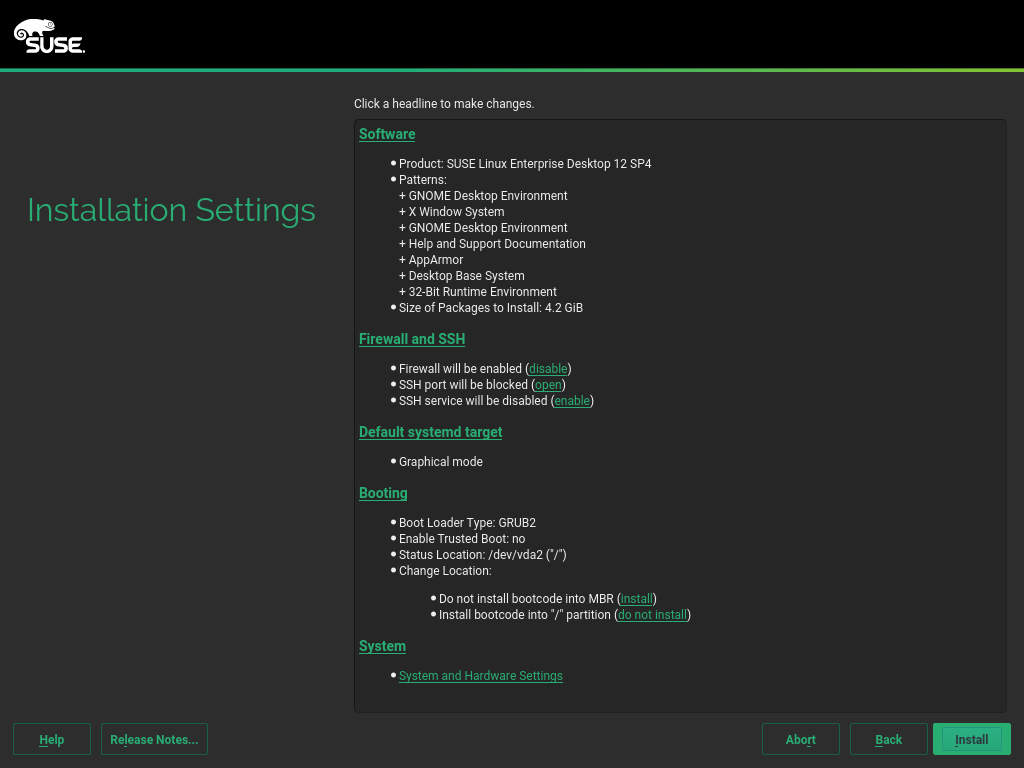 SUSE.
Click a headline to make changes.
Installation Settings
Software
Product: SUSE Linux Enterprise Desktop 12 SP4
Patterns:
+ GNOME Desktop Environment
+ X Window System
+ GNOME Desktop Environment
+ Help and Support Documentation
+ AppArmor
+ Desktop Base System
+ 32-Bit Runtime Environment
Size of Packages to Install: 4.2 GiB
Firewall and SSH
Firewall will be enabled (disable)
SSH port will be blocked (open)
SSH service will be disabled (enable)
Default systemd target
Graphical mode
Booting
Boot Loader Type: GRUB2
Enable Trusted Boot: no
Status Location: /dev/vda2 ("/")
Change Location:
Do not install bootcode into MBR (install)
Install bootcode into "/" partition (do not install)
System
System and Hardware Settings
Help Release Notes... Abort Back Install